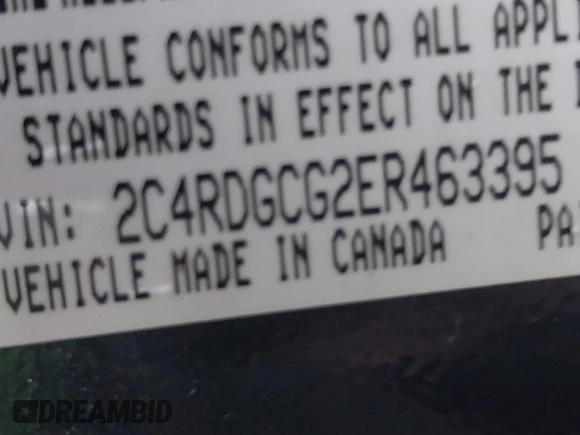 VEHICLE CONFORMS TO ALL
STANDARDS IN EFFECT ON THE
VIN: 2C4RDGCG2ER463395
VEHICLE MADE IN CANADA
DREAMBID